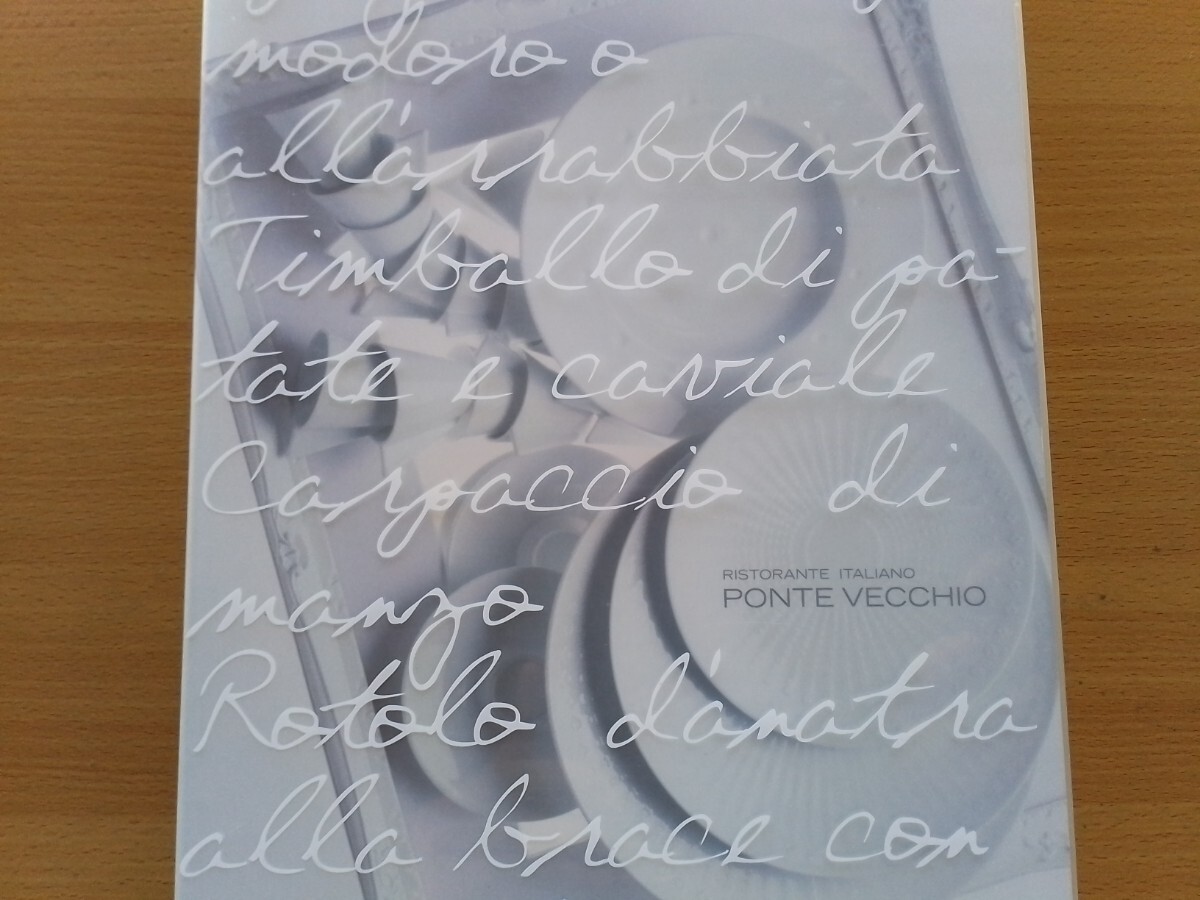 modoro o
all'arrabbiata
Timballo di pa-
tate e caviale
Carpaccio di
manzo
RISTORANTE ITALIANO
PONTE VECCHIO
Rotolo d'anatra
alla brace con